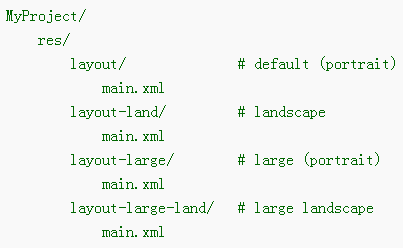 MyProject/
    res/
        layout/              # default (portrait)
            main.xml
        layout-land/         # landscape
            main.xml
        layout-large/        # large (portrait)
            main.xml
        layout-large-land/   # large landscape
            main.xml